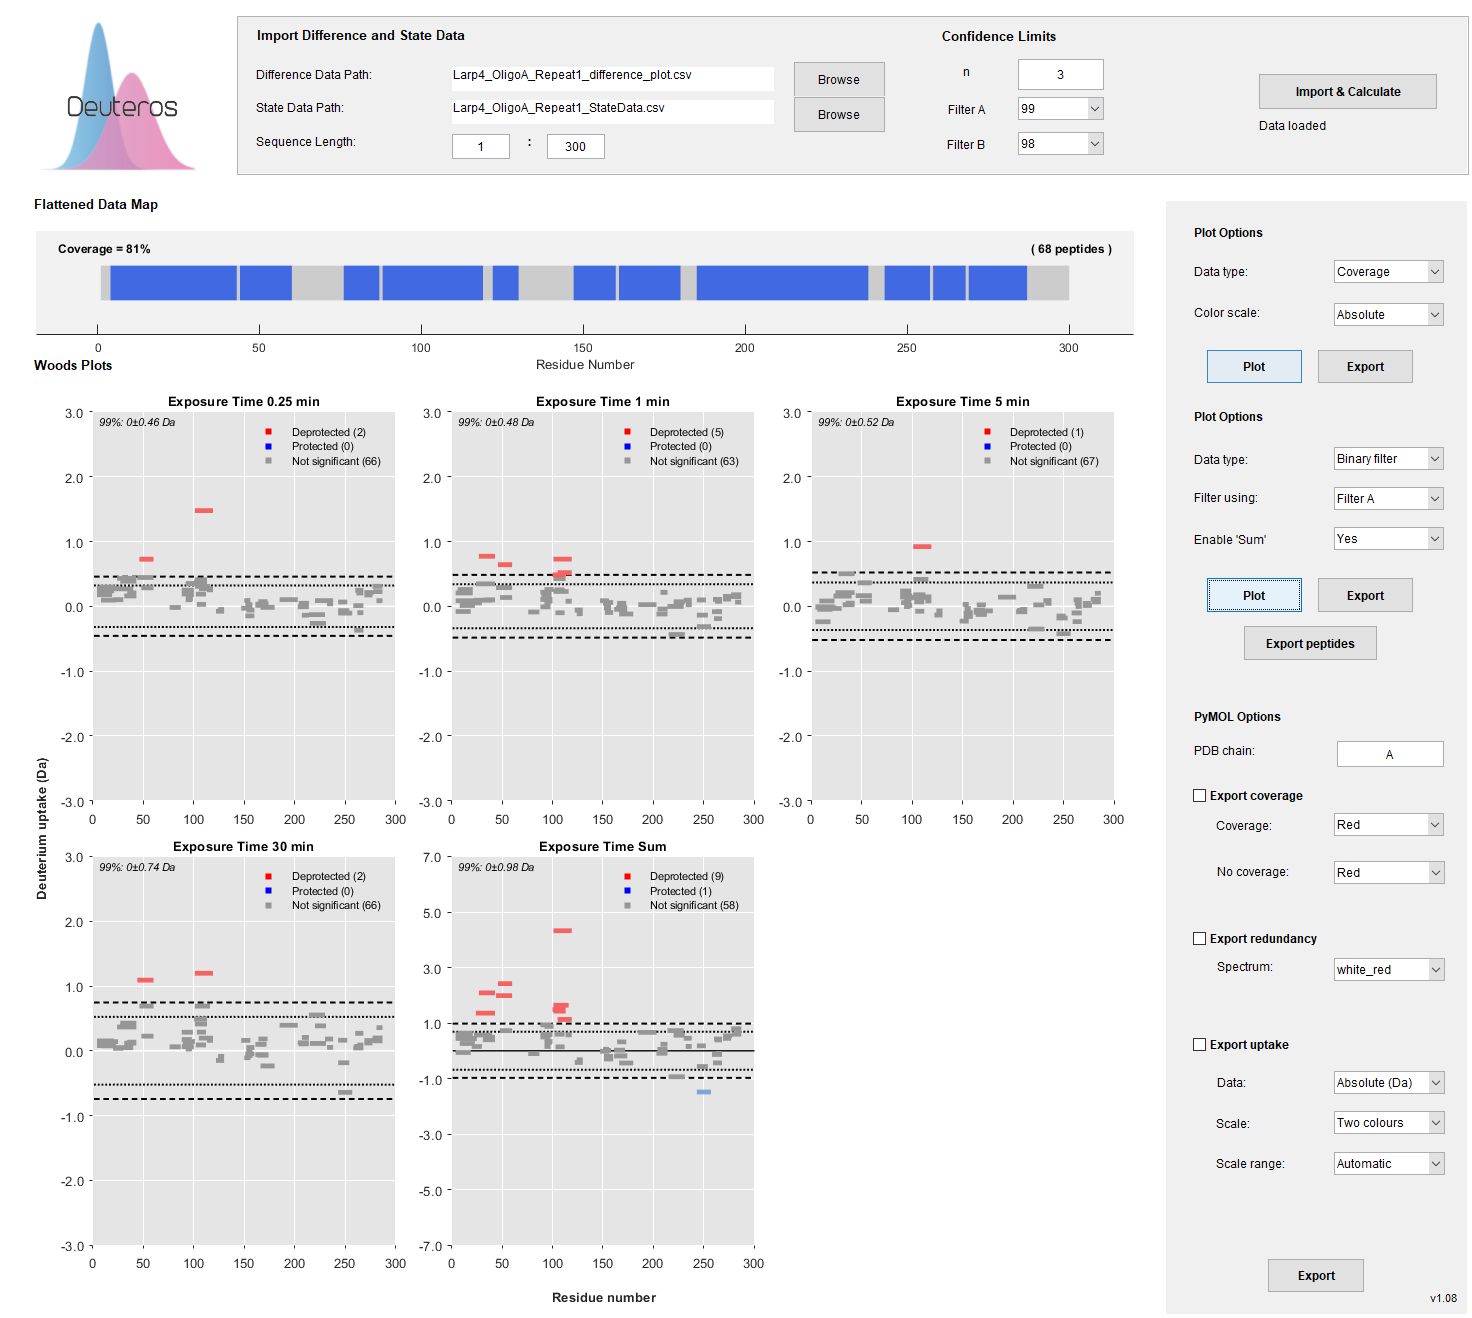 Deuteros
Import Difference and State Data
Confidence Limits
Difference Data Path: Larp4_OligoA_Repeat1_difference_plot.csv Browse
n 3
State Data Path: Larp4_OligoA_Repeat1_StateData.csv Browse
Filter A 99
Sequence Length: 1 : 300
Filter B 98
Import & Calculate
Data loaded
Flattened Data Map
Coverage = 81% ( 68 peptides )
0 50 100 150 200 250 300
Residue Number
Woods Plots
Deuterium uptake (Da)
Exposure Time 0.25 min
99%: 0±0.46 Da
Deprotected (2)
Protected (0)
Not significant (66)
3.0
2.0
1.0
0.0
-1.0
-2.0
-3.0
0 50 100 150 200 250 300
Exposure Time 1 min
99%: 0±0.48 Da
Deprotected (5)
Protected (0)
Not significant (63)
3.0
2.0
1.0
0.0
-1.0
-2.0
-3.0
0 50 100 150 200 250 300
Exposure Time 5 min
99%: 0±0.52 Da
Deprotected (1)
Protected (0)
Not significant (67)
3.0
2.0
1.0
0.0
-1.0
-2.0
-3.0
0 50 100 150 200 250 300
Exposure Time 30 min
99%: 0±0.74 Da
Deprotected (2)
Protected (0)
Not significant (66)
3.0
2.0
1.0
0.0
-1.0
-2.0
-3.0
0 50 100 150 200 250 300
Exposure Time Sum
99%: 0±0.98 Da
Deprotected (9)
Protected (1)
Not significant (58)
7.0
5.0
3.0
1.0
-1.0
-3.0
-5.0
-7.0
0 50 100 150 200 250 300
Residue number
Plot Options
Data type: Coverage
Color scale: Absolute
Plot Export
Plot Options
Data type: Binary filter
Filter using: Filter A
Enable 'Sum' Yes
Plot Export
Export peptides
PyMOL Options
PDB chain: A
Export coverage
Coverage: Red
No coverage: Red
Export redundancy
Spectrum: white_red
Export uptake
Data: Absolute (Da)
Scale: Two colours
Scale range: Automatic
Export
v1.08